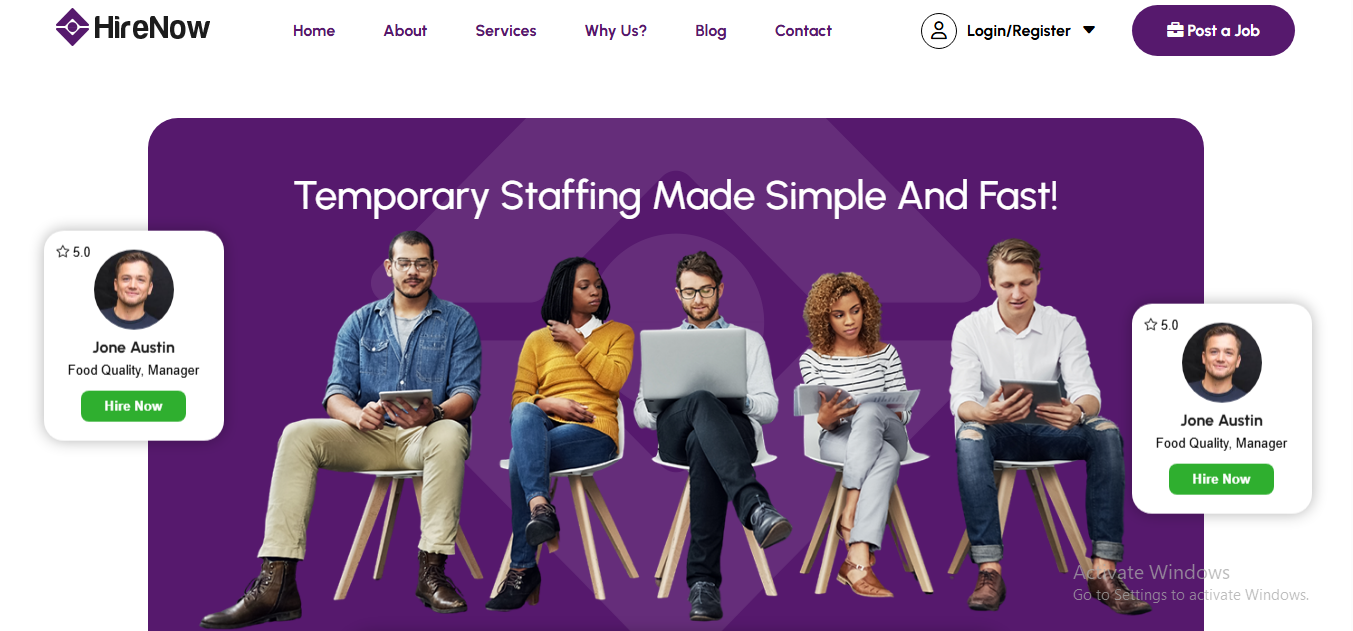 HireNow
Home About Services Why Us? Blog Contact
Login/Register
Post a Job
Temporary Staffing Made Simple And Fast!
5.0
Jone Austin
Food Quality, Manager
Hire Now
5.0
Jone Austin
Food Quality, Manager
Hire Now
Activate Windows
Go to Settings to activate Windows.